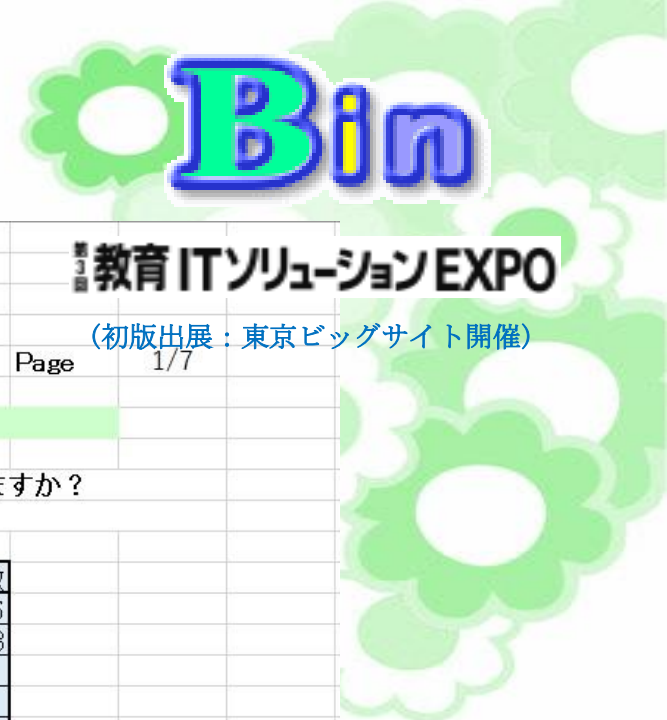 Bin
第3回 教育ITソリューションEXPO
(初版出展：東京ビッグサイト開催)
Page 1/7
ますか？
数